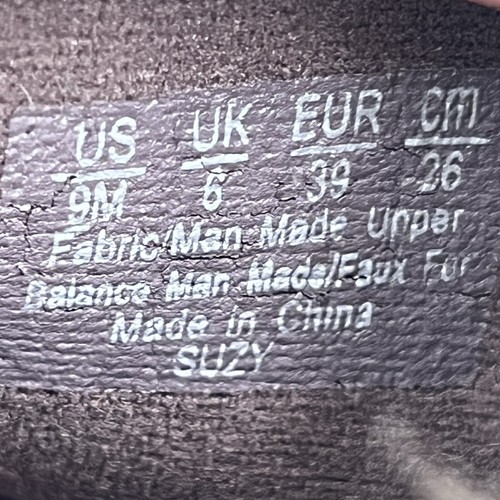 US UK EUR cm
9M 6 39 26
Fabric/Man Made Upper
Balance Man Made/Faux Fur
Made in China
SUZY